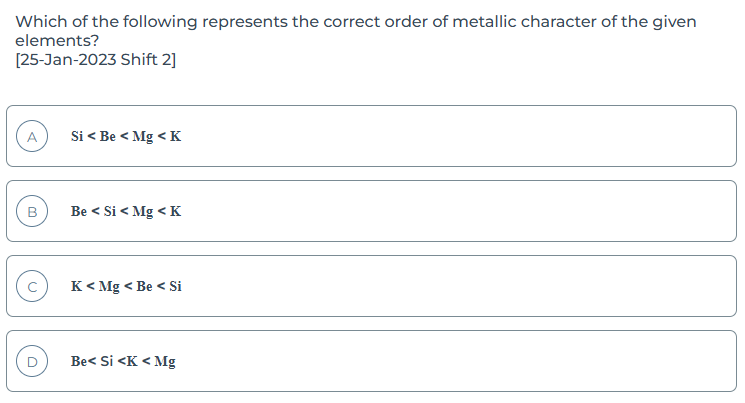 Which of the following represents the correct order of metallic character of the given
elements?
[25-Jan-2023 Shift 2]
A Si < Be < Mg < K
B Be < Si < Mg < K
C K < Mg < Be < Si
D Be< Si <K < Mg